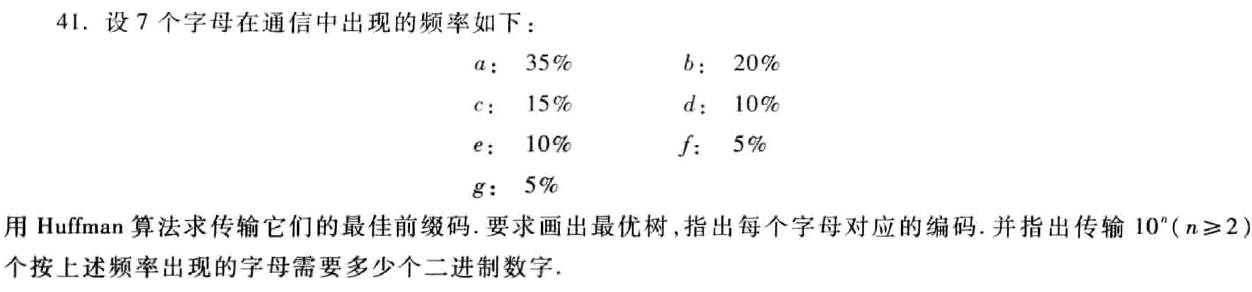 41. 设 7 个字母在通信中出现的频率如下：
a： 35% b： 20%
c： 15% d： 10%
e： 10% f： 5%
g： 5%
用 Huffman 算法求传输它们的最佳前缀码.要求画出最优树,指出每个字母对应的编码.并指出传输 10ⁿ(n≥2)
个按上述频率出现的字母需要多少个二进制数字.